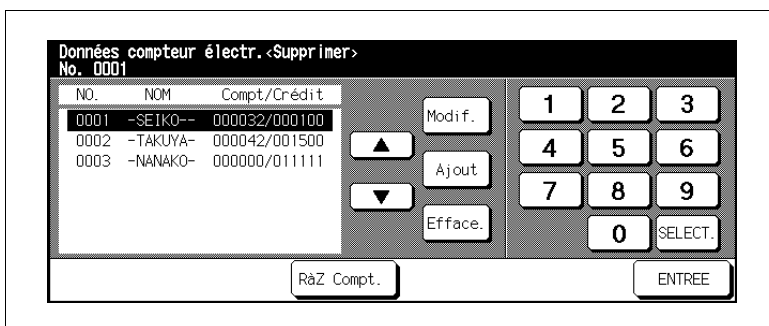 Données compteur électr.<Supprimer>
No. 0001
NO. NOM Compt/Crédit
0001 -SEIKO-- 000032/000100
0002 -TAKUYA- 000042/001500
0003 -NANAKO- 000000/011111
Modif.
Ajout
Efface.
1 2 3
4 5 6
7 8 9
0 SELECT.
RàZ Compt.
ENTREE